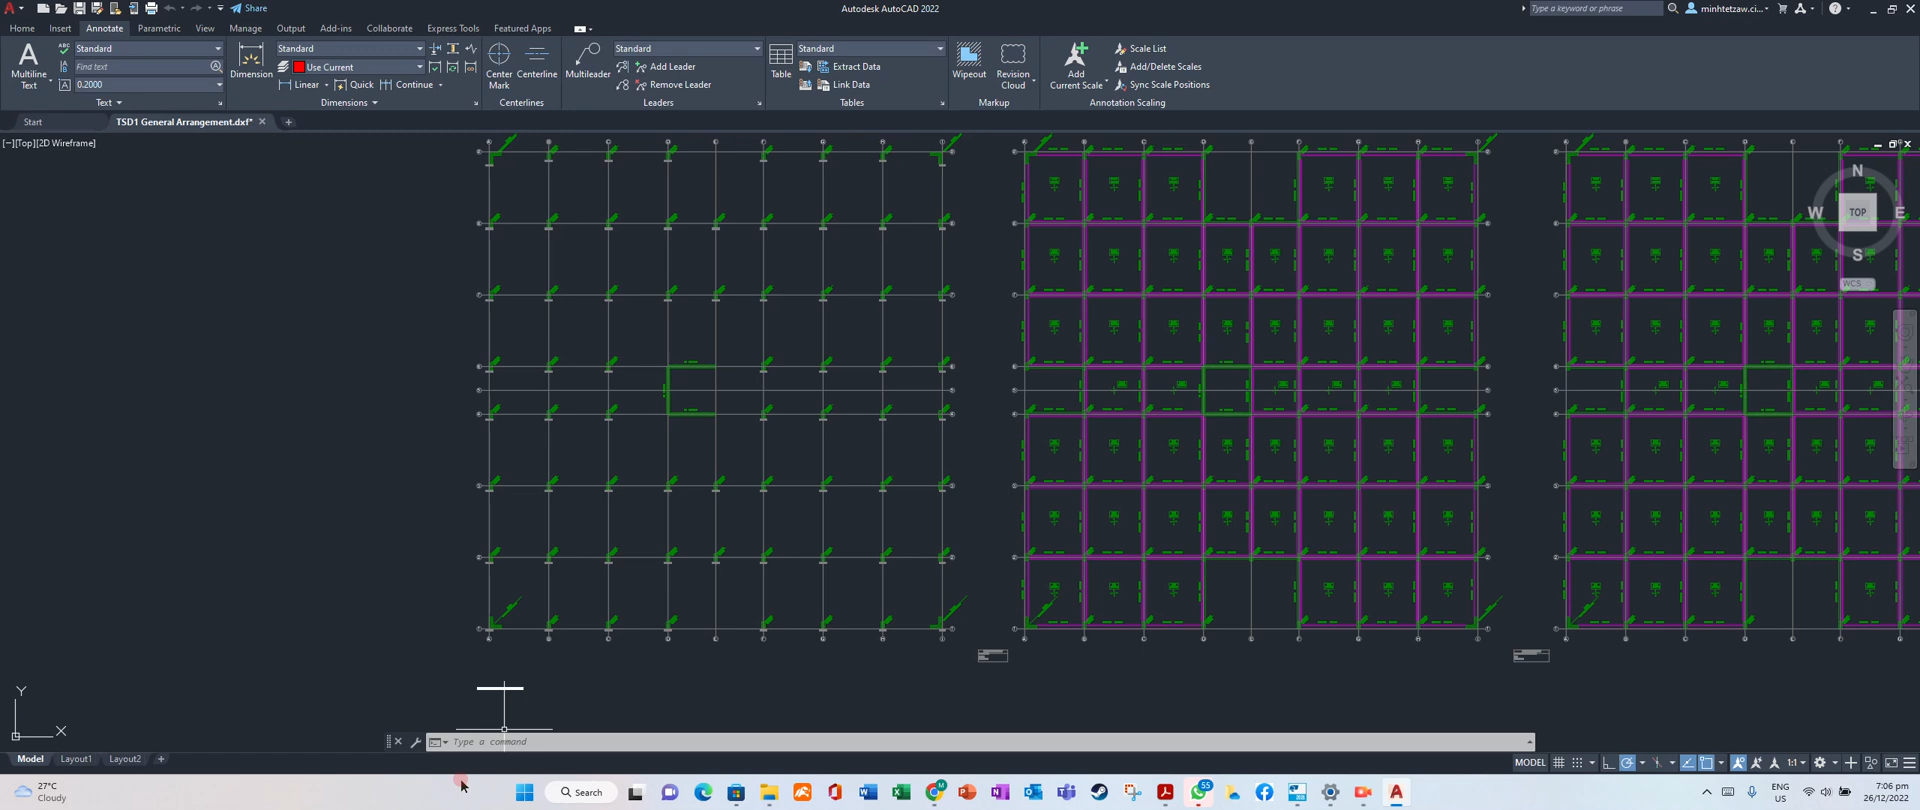 Share
Autodesk AutoCAD 2022
Type a keyword or phrase
minhtetzaw.ci...
Home Insert Annotate Parametric View Manage Output Add-ins Collaborate Express Tools Featured Apps
Multiline Text
Standard
Find text
0.2000
Text
Dimension
Standard
Use Current
Linear Quick Continue
Dimensions
Center Mark
Centerline
Centerlines
Multileader
Standard
Add Leader
Remove Leader
Leaders
Table
Standard
Extract Data
Link Data
Tables
Wipeout
Revision Cloud
Markup
Add Current Scale
Scale List
Add/Delete Scales
Sync Scale Positions
Annotation Scaling
Start
TSD1 General Arrangement.dxf*
[−][Top][2D Wireframe]
N
W TOP E
S
WCS
Y
X
Type a command
Model Layout1 Layout2
MODEL
1:1
27°C
Cloudy
Search
55
ENG
US
7:06 pm
26/12/2022